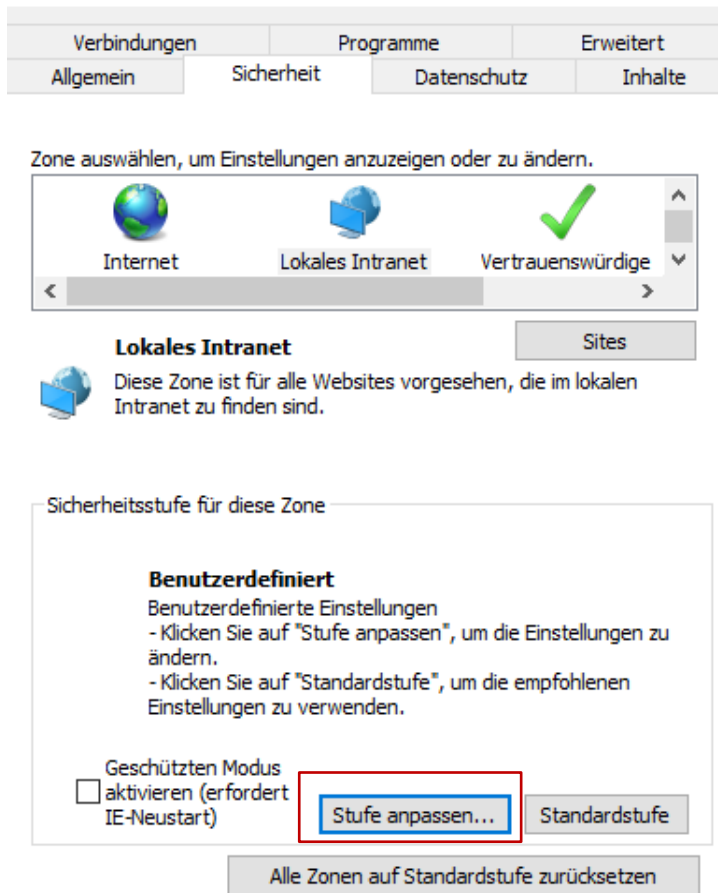 Verbindungen Programme Erweitert
Allgemein Sicherheit Datenschutz Inhalte
Zone auswählen, um Einstellungen anzuzeigen oder zu ändern.
Internet Lokales Intranet Vertrauenswürdige
Lokales Intranet
Sites
Diese Zone ist für alle Websites vorgesehen, die im lokalen
Intranet zu finden sind.
Sicherheitsstufe für diese Zone
Benutzerdefiniert
Benutzerdefinierte Einstellungen
- Klicken Sie auf "Stufe anpassen", um die Einstellungen zu
ändern.
- Klicken Sie auf "Standardstufe", um die empfohlenen
Einstellungen zu verwenden.
Geschützten Modus
aktivieren (erfordert
IE-Neustart)
Stufe anpassen... Standardstufe
Alle Zonen auf Standardstufe zurücksetzen